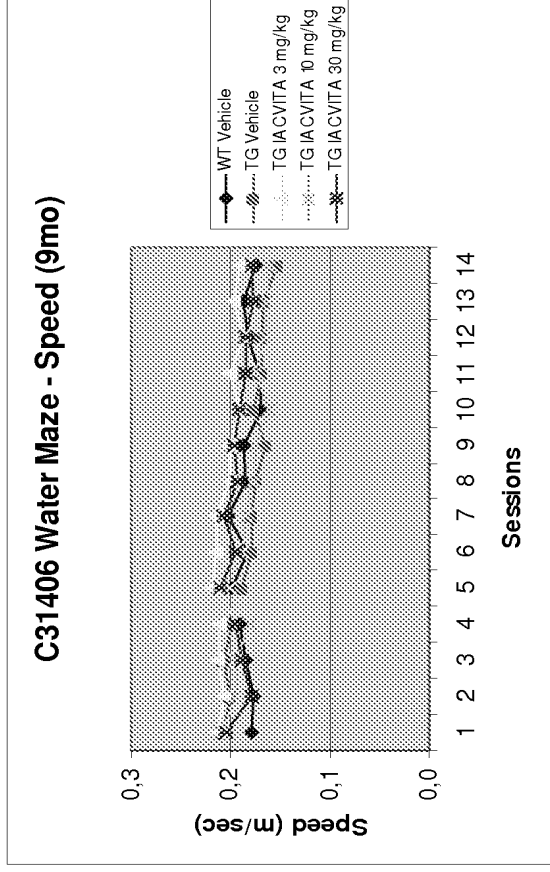 C31406 Water Maze - Speed (9mo)
0,3
0,2
0,1
0,0
Speed (m/sec)
1 2 3 4 5 6 7 8 9 10 11 12 13 14
Sessions
WT Vehicle
TG Vehicle
TG IACVITA 3 mg/kg
TG IACVITA 10 mg/kg
TG IACVITA 30 mg/kg